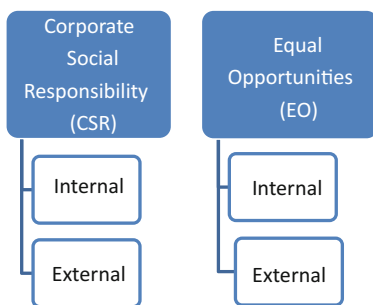 Corporate
Social
Responsibility
(CSR)
Internal
External
Equal
Opportunities
(EO)
Internal
External